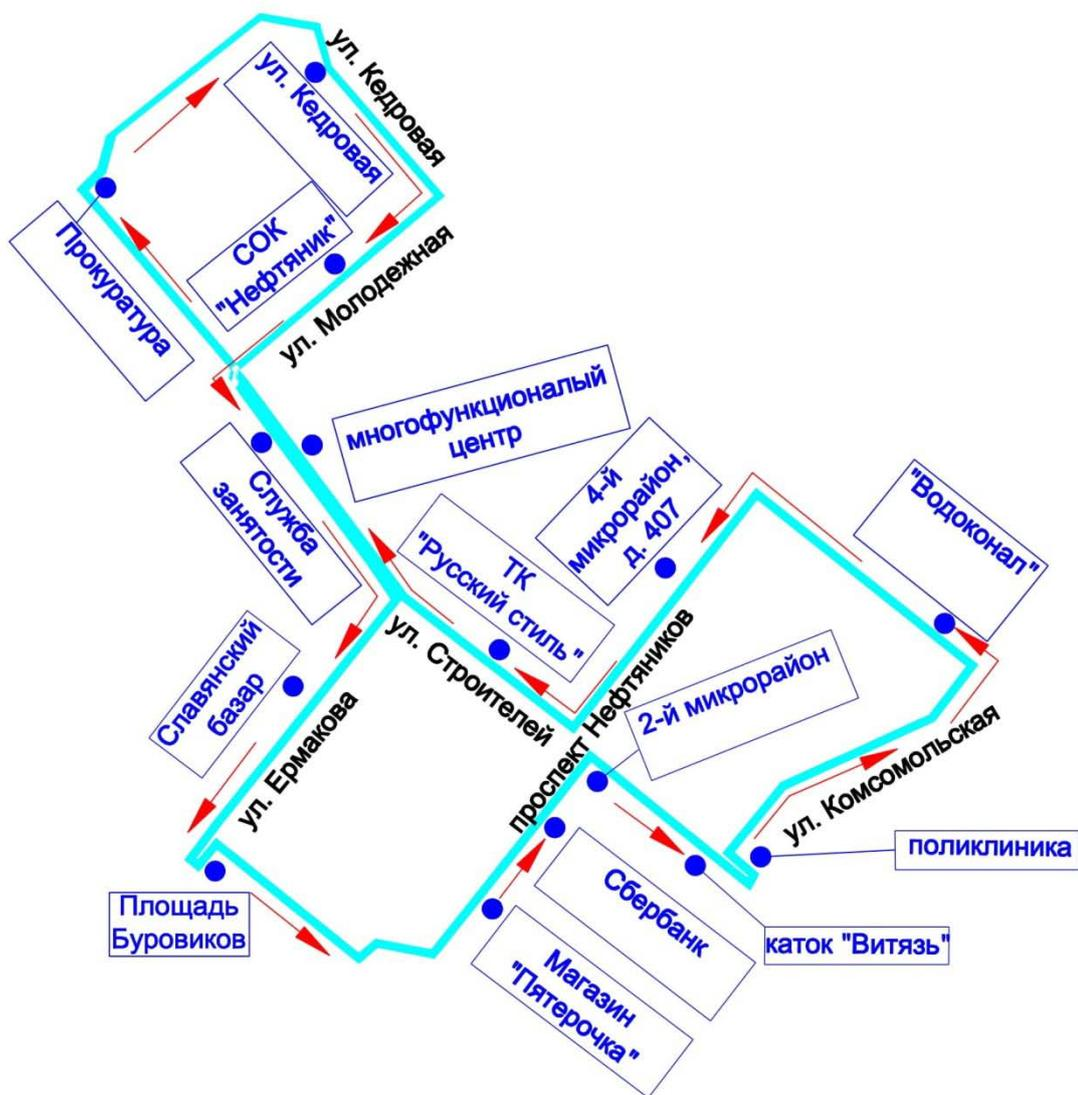 ул. Кедровая
ул. Кедровая
СОК
"Нефтяник"
Прокуратура
ул. Молодежная
многофункционалый
центр
Служба
занятости
4-й
микрорайон,
д. 407
"Водоконал"
ТК
"Русский стиль"
ул. Строителей
проспект Нефтяников
2-й микрорайон
Славянский
базар
ул. Ермакова
ул. Комсомольская
поликлиника
Площадь
Буровиков
Сбербанк
каток "Витязь"
Магазин
"Пятерочка"